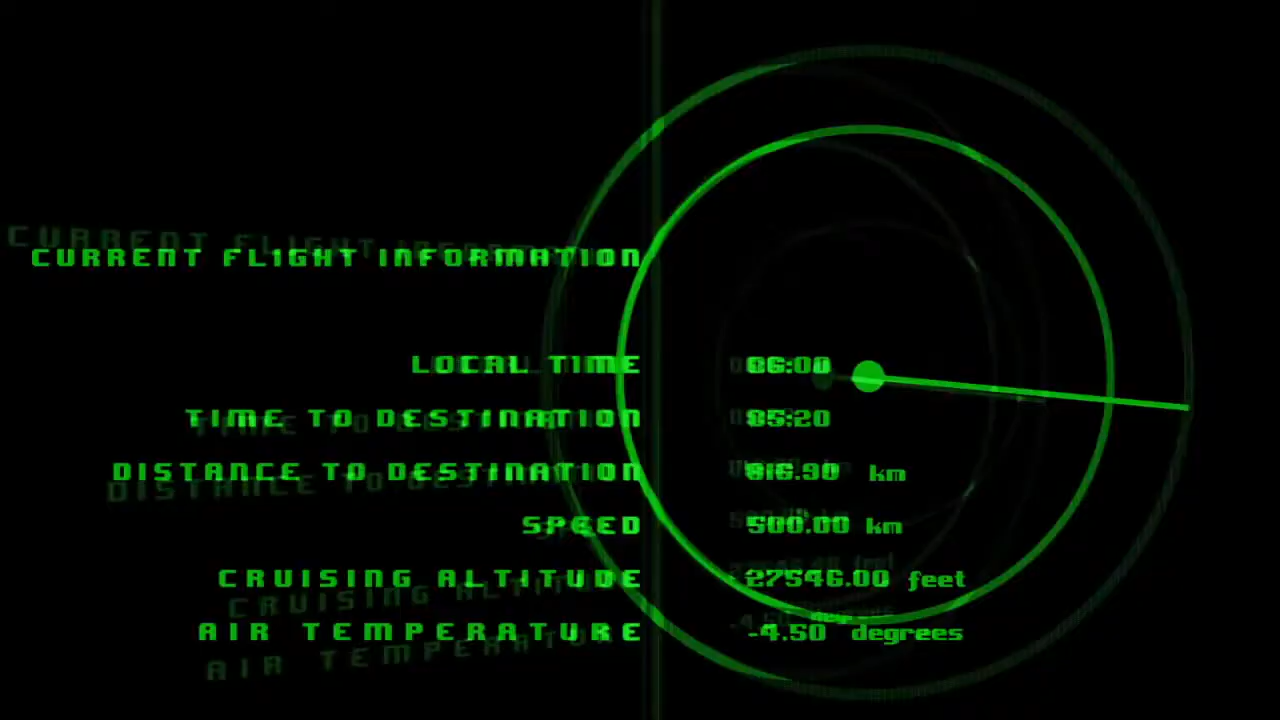 CURRENT FLIGHT INFORMATION
LOCAL TIME 06:00
TIME TO DESTINATION 05:20
DISTANCE TO DESTINATION 816.90 km
SPEED 500.00 km
CRUISING ALTITUDE 27546.00 feet
AIR TEMPERATURE -4.50 degrees